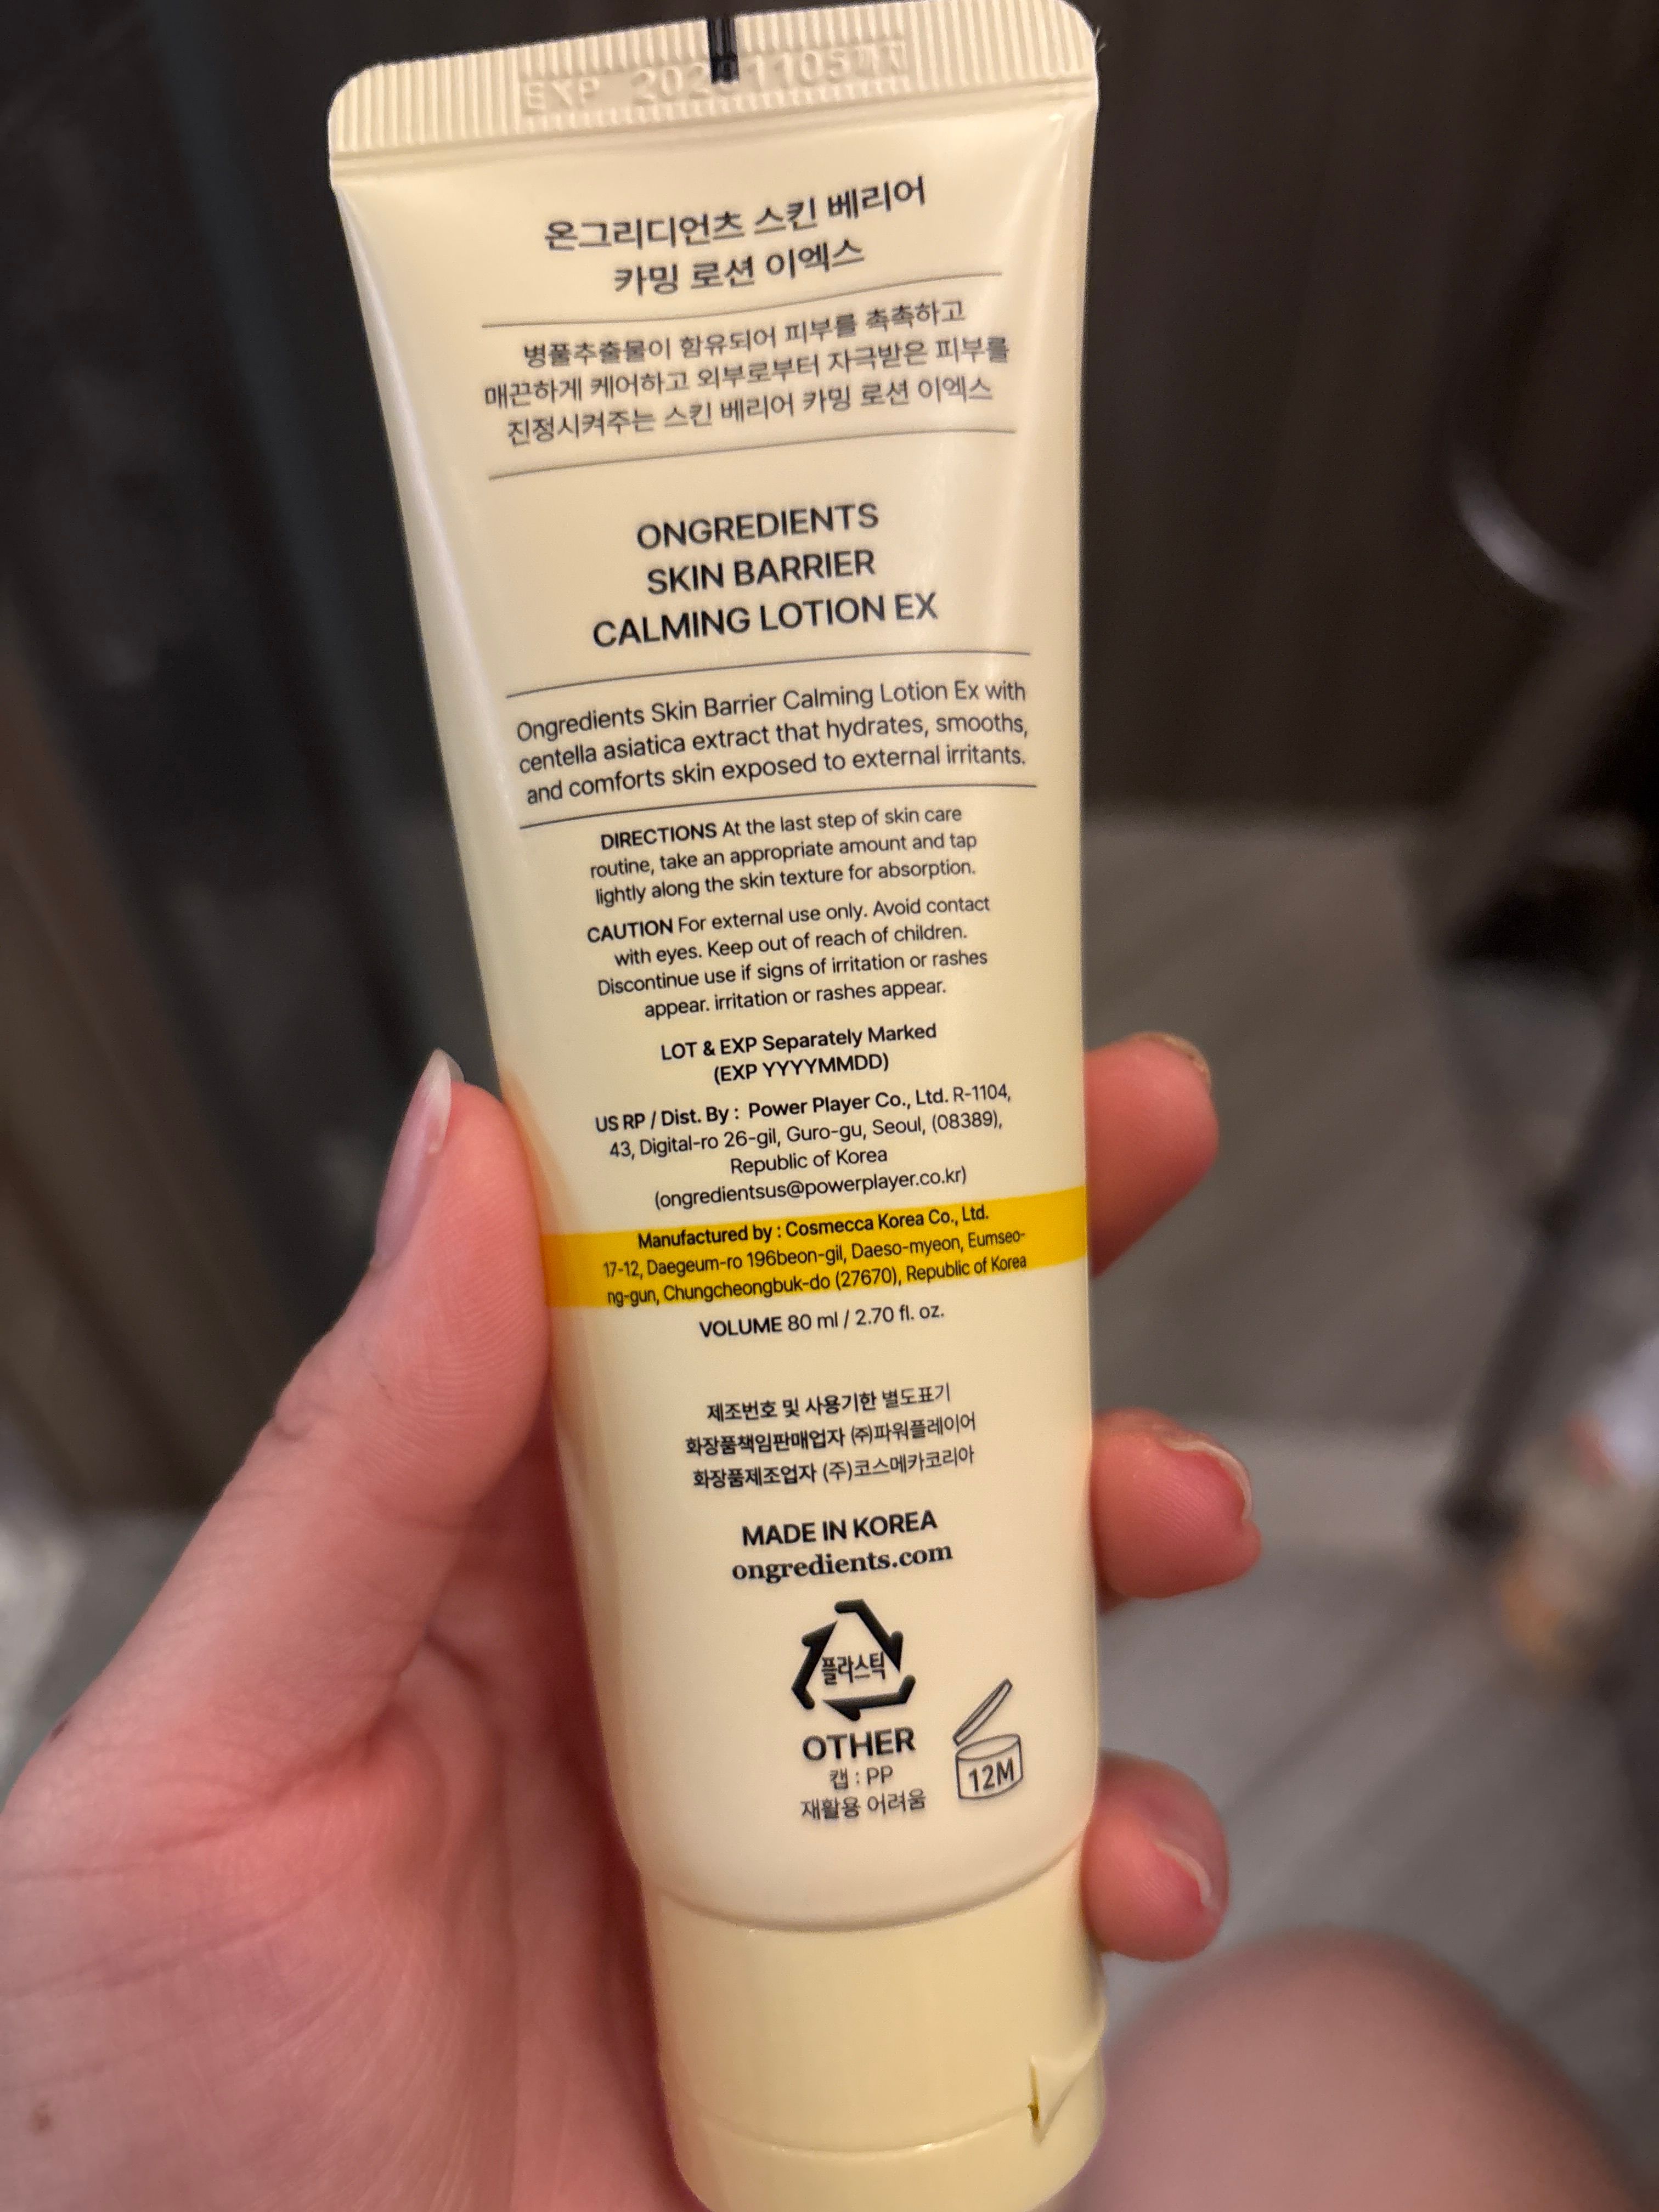 EXP
온그리디언츠 스킨 베리어
카밍 로션 이엑스
병풀추출물이 함유되어 피부를 촉촉하고
매끈하게 케어하고 외부로부터 자극받은 피부를
진정시켜주는 스킨 베리어 카밍 로션 이엑스
ONGREDIENTS
SKIN BARRIER
CALMING LOTION EX
Ongredients Skin Barrier Calming Lotion Ex with
centella asiatica extract that hydrates, smooths,
and comforts skin exposed to external irritants.
DIRECTIONS At the last step of skin care
routine, take an appropriate amount and tap
lightly along the skin texture for absorption.
CAUTION For external use only. Avoid contact
with eyes. Keep out of reach of children.
Discontinue use if signs of irritation or rashes
appear. irritation or rashes appear.
LOT & EXP Separately Marked
(EXP YYYYMMDD)
US RP / Dist. By : Power Player Co., Ltd. R-1104,
43, Digital-ro 26-gil, Guro-gu, Seoul, (08389),
Republic of Korea
(ongredientsus@powerplayer.co.kr)
Manufactured by : Cosmecca Korea Co., Ltd.
17-12, Daegeum-ro 196beon-gil, Daeso-myeon, Eumseo-
ng-gun, Chungcheongbuk-do (27670), Republic of Korea
VOLUME 80 ml / 2.70 fl. oz.
제조번호 및 사용기한 별도표기
화장품책임판매업자 ㈜파워플레이어
화장품제조업자 (주)코스메카코리아
MADE IN KOREA
ongredients.com
플라스틱
OTHER
캡 : PP
재활용 어려움
12M